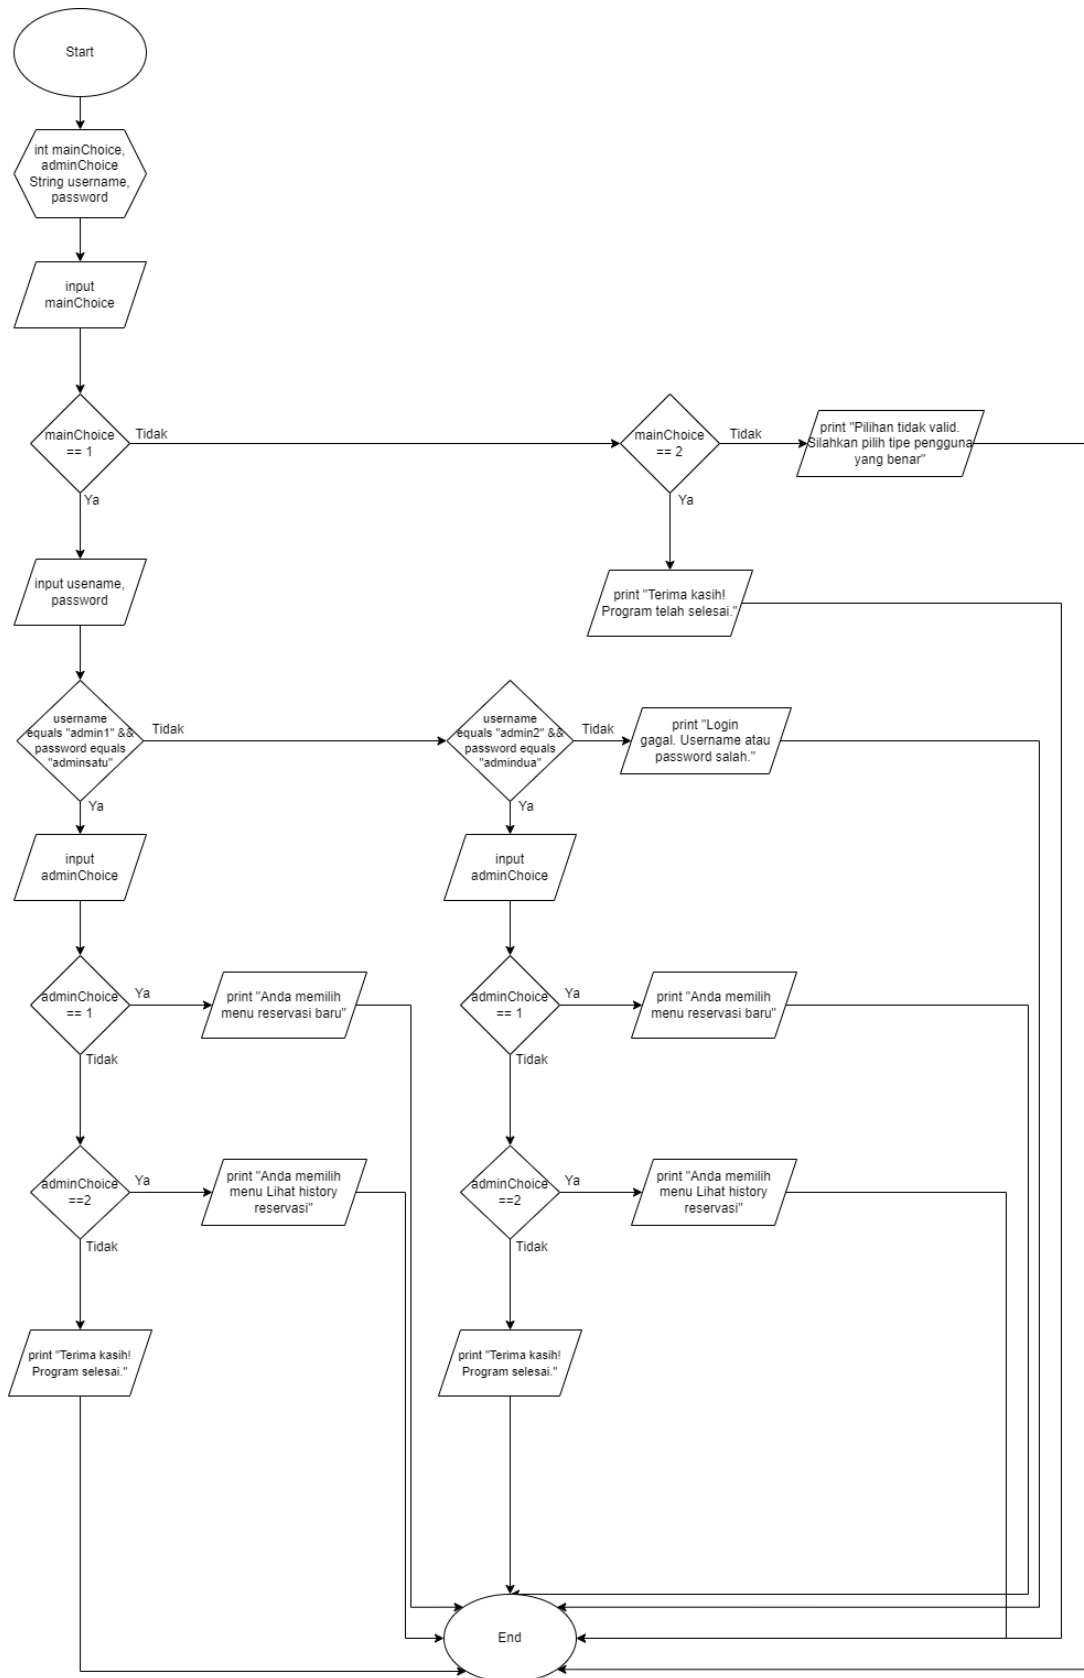 Start
int mainChoice,
adminChoice
String username,
password
input
mainChoice
mainChoice
== 1
Tidak
Ya
mainChoice
== 2
Tidak
Ya
print "Pilihan tidak valid.
Silahkan pilih tipe pengguna
yang benar"
input usename,
password
print "Terima kasih!
Program telah selesai."
username
equals "admin1" &&
password equals
"adminsatu"
Tidak
Ya
username
equals "admin2" &&
password equals
"admindua"
Tidak
Ya
print "Login
gagal. Username atau
password salah."
input
adminChoice
input
adminChoice
adminChoice
== 1
Ya
Tidak
print "Anda memilih
menu reservasi baru"
adminChoice
== 1
Ya
Tidak
print "Anda memilih
menu reservasi baru"
adminChoice
==2
Ya
Tidak
print "Anda memilih
menu Lihat history
reservasi"
adminChoice
==2
Ya
Tidak
print "Anda memilih
menu Lihat history
reservasi"
print "Terima kasih!
Program selesai."
print "Terima kasih!
Program selesai."
End